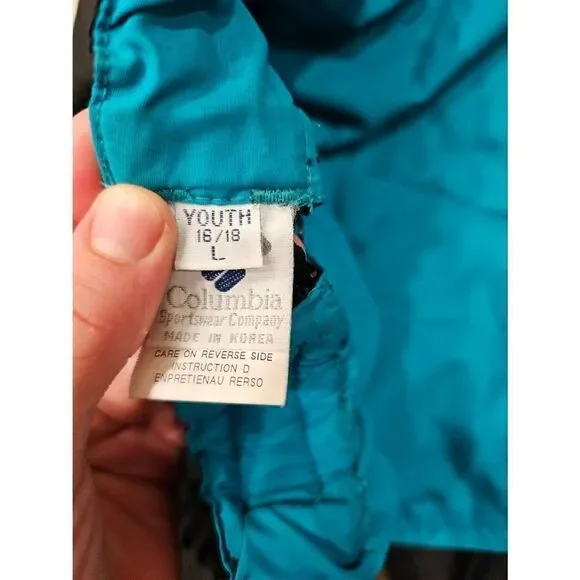 YOUTH
16/18
L
Columbia
Sportswear Company
MADE IN KOREA
CARE ON REVERSE SIDE
INSTRUCTION D
ENPRETIENAU RERSO